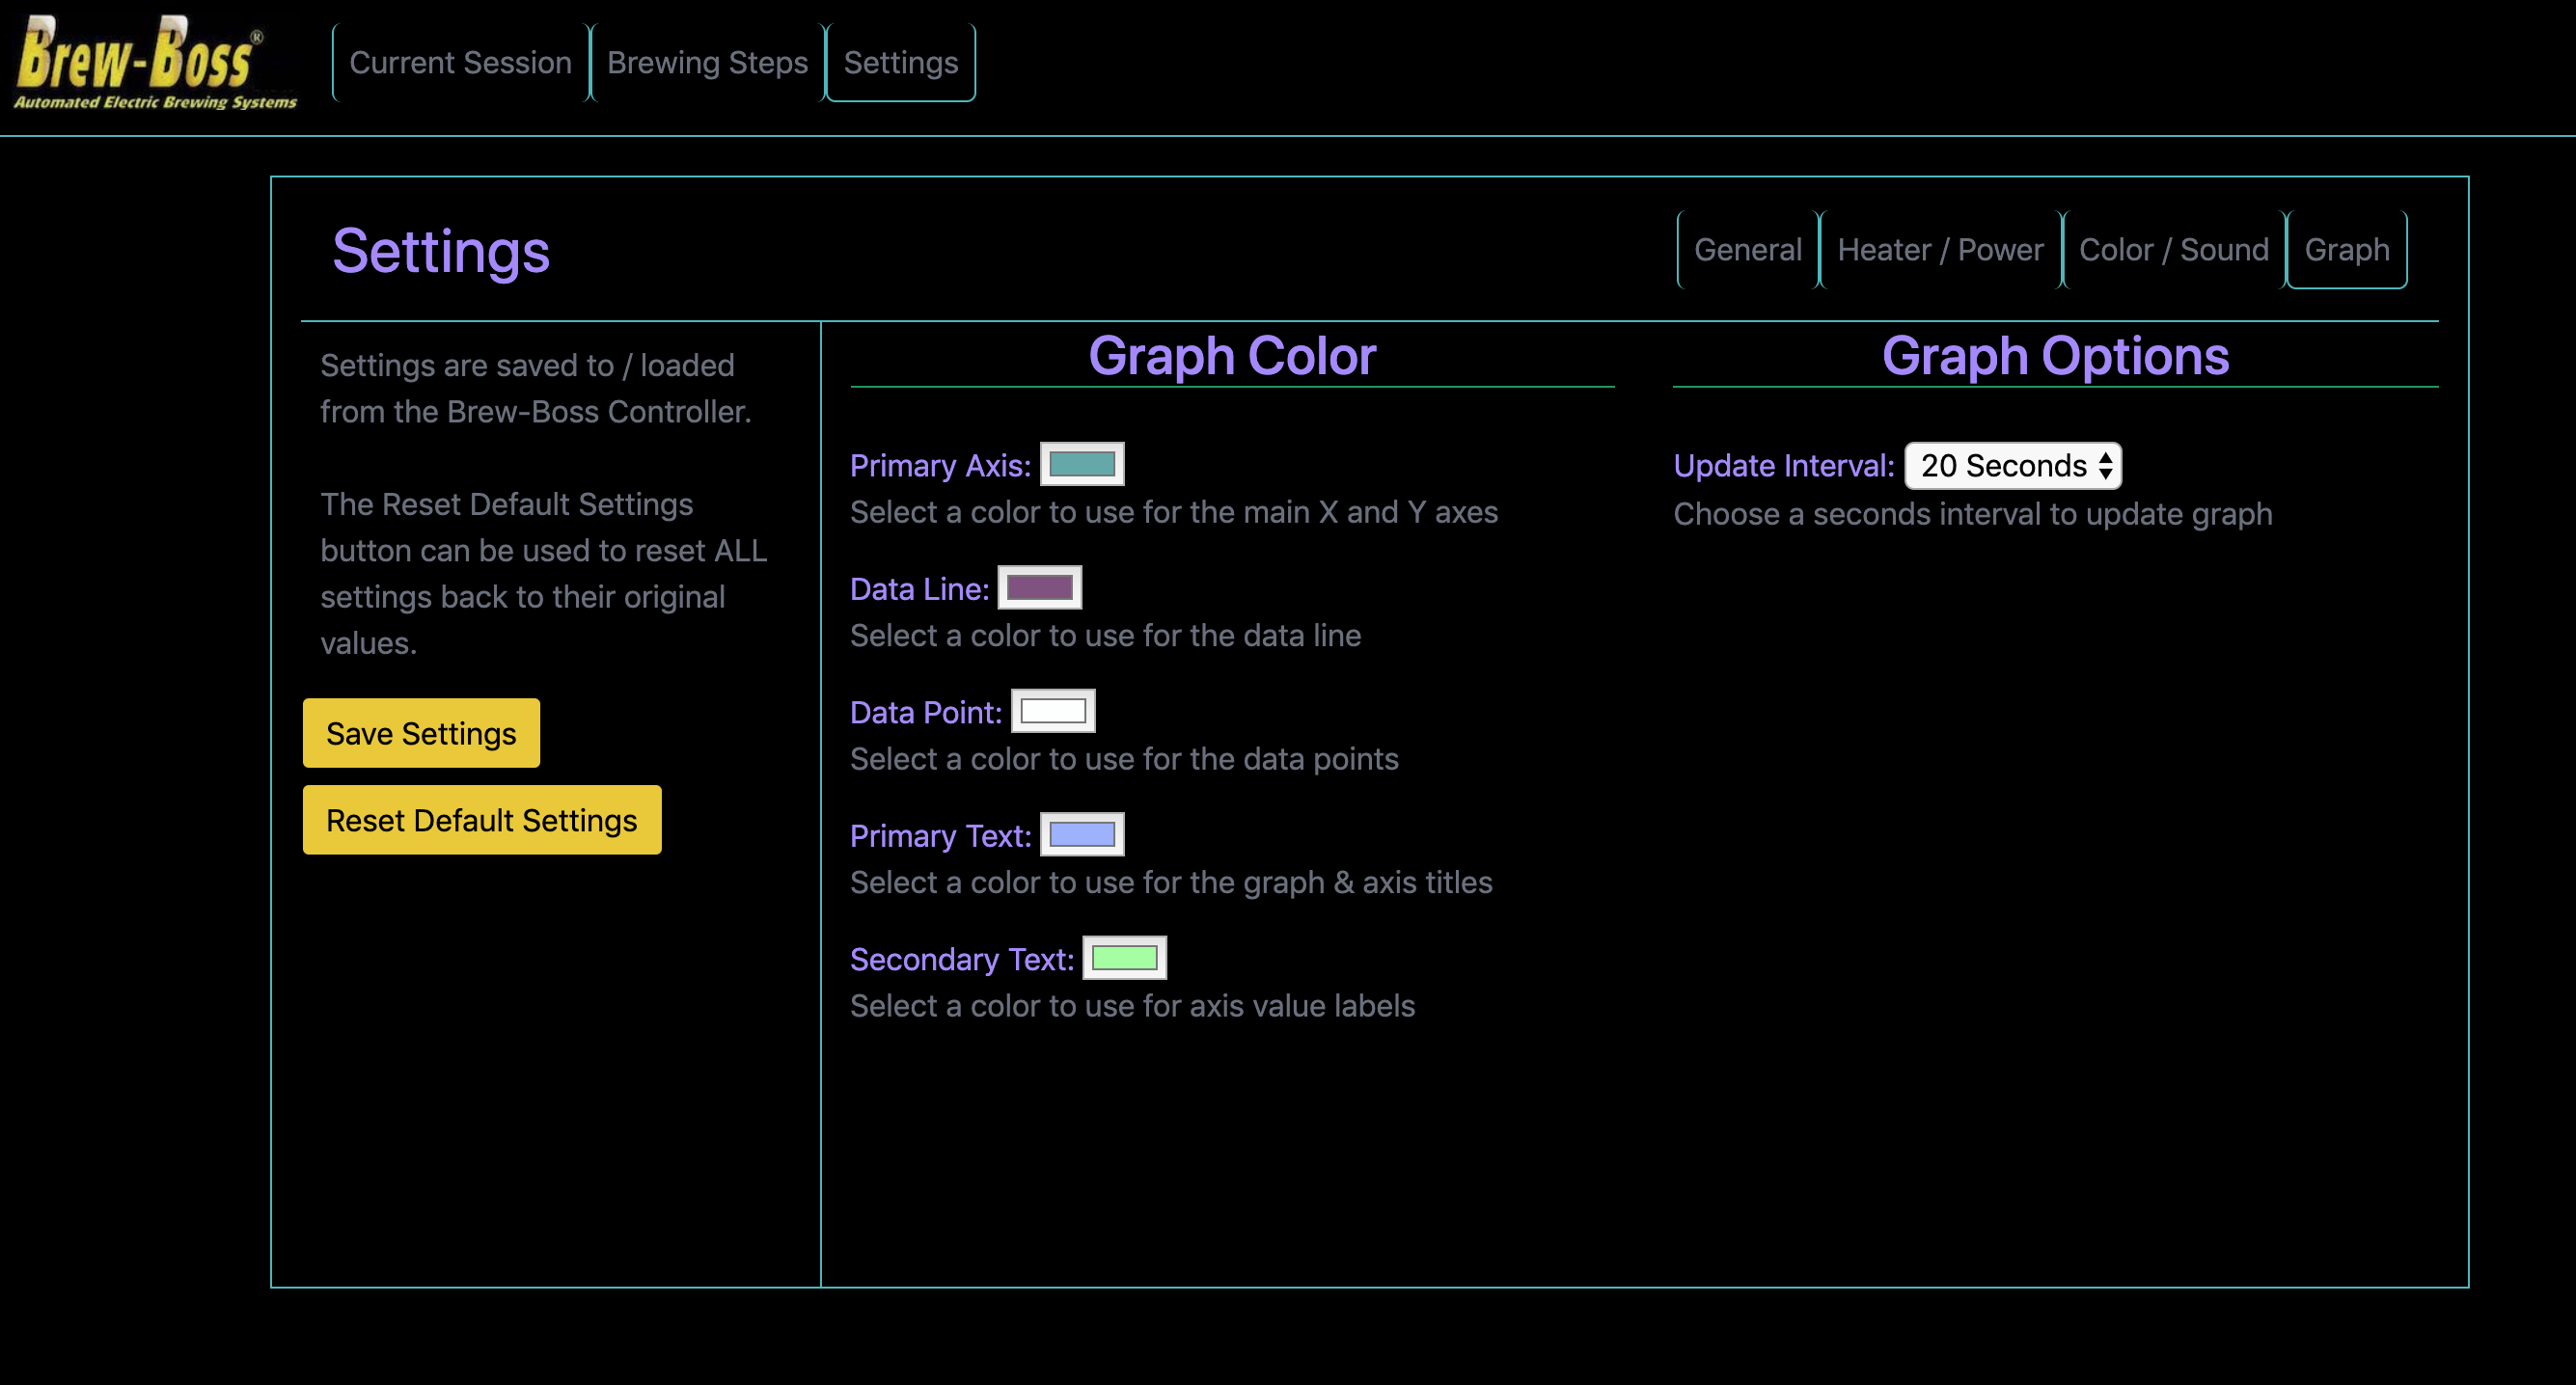 Brew-Boss®
Automated Electric Brewing Systems
Current Session
Brewing Steps
Settings
Settings
General
Heater / Power
Color / Sound
Graph
Settings are saved to / loaded
from the Brew-Boss Controller.
The Reset Default Settings
button can be used to reset ALL
settings back to their original
values.
Save Settings
Reset Default Settings
Graph Color
Primary Axis:
Select a color to use for the main X and Y axes
Data Line:
Select a color to use for the data line
Data Point:
Select a color to use for the data points
Primary Text:
Select a color to use for the graph & axis titles
Secondary Text:
Select a color to use for axis value labels
Graph Options
Update Interval: 20 Seconds
Choose a seconds interval to update graph